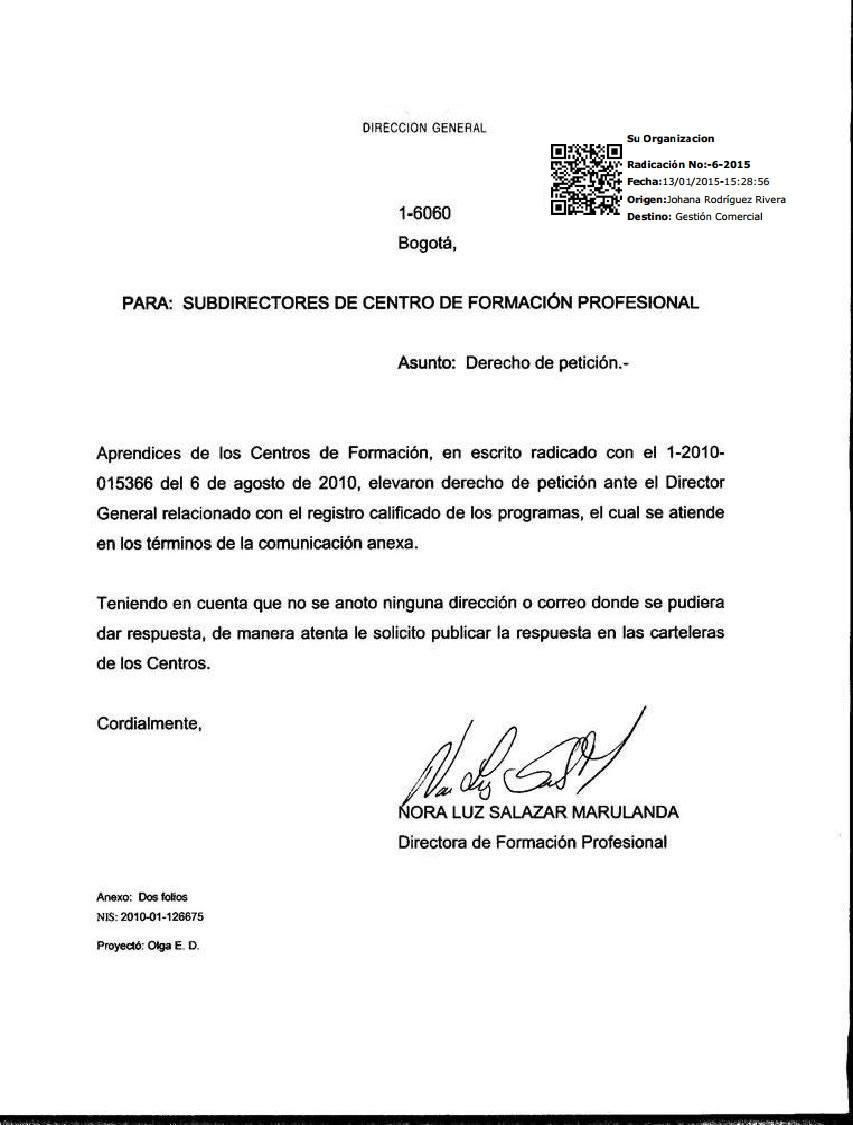 DIRECCION GENERAL
Su Organizacion
Radicación No:-6-2015
Fecha:13/01/2015-15:28:56
Origen:Johana Rodríguez Rivera
Destino: Gestión Comercial
1-6060
Bogotá,
PARA: SUBDIRECTORES DE CENTRO DE FORMACIÓN PROFESIONAL
Asunto: Derecho de petición.-
Aprendices de los Centros de Formación, en escrito radicado con el 1-2010-
015366 del 6 de agosto de 2010, elevaron derecho de petición ante el Director
General relacionado con el registro calificado de los programas, el cual se atiende
en los términos de la comunicación anexa.
Teniendo en cuenta que no se anoto ninguna dirección o correo donde se pudiera
dar respuesta, de manera atenta le solicito publicar la respuesta en las carteleras
de los Centros.
Cordialmente,
NORA LUZ SALAZAR MARULANDA
Directora de Formación Profesional
Anexo: Dos folios
NIS: 2010-01-126675
Proyectó: Olga E. D.